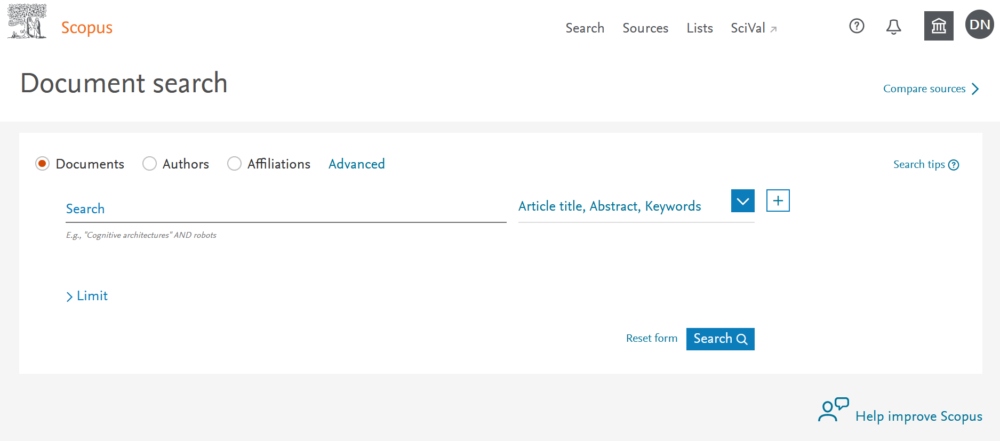 Scopus
Search Sources Lists SciVal
DN
Document search
Compare sources
Documents Authors Affiliations Advanced
Search tips
Search
Article title, Abstract, Keywords
E.g., "Cognitive architectures" AND robots
Limit
Reset form
Search
Help improve Scopus